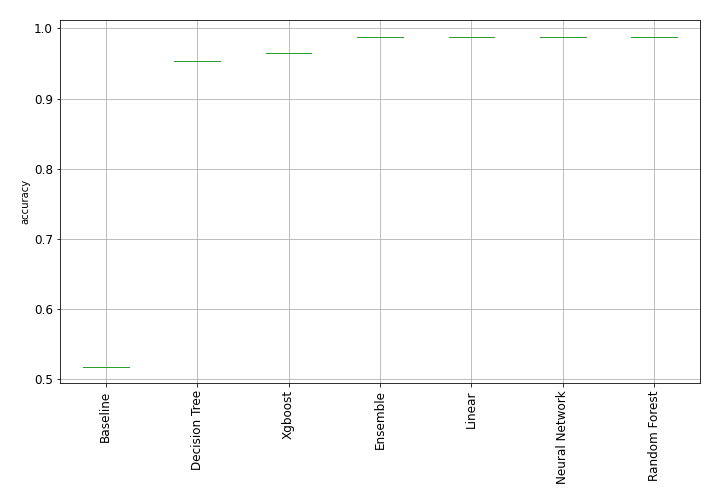 1.0
0.9
0.8
0.7
0.6
0.5
accuracy
Baseline
Decision Tree
Xgboost
Ensemble
Linear
Neural Network
Random Forest